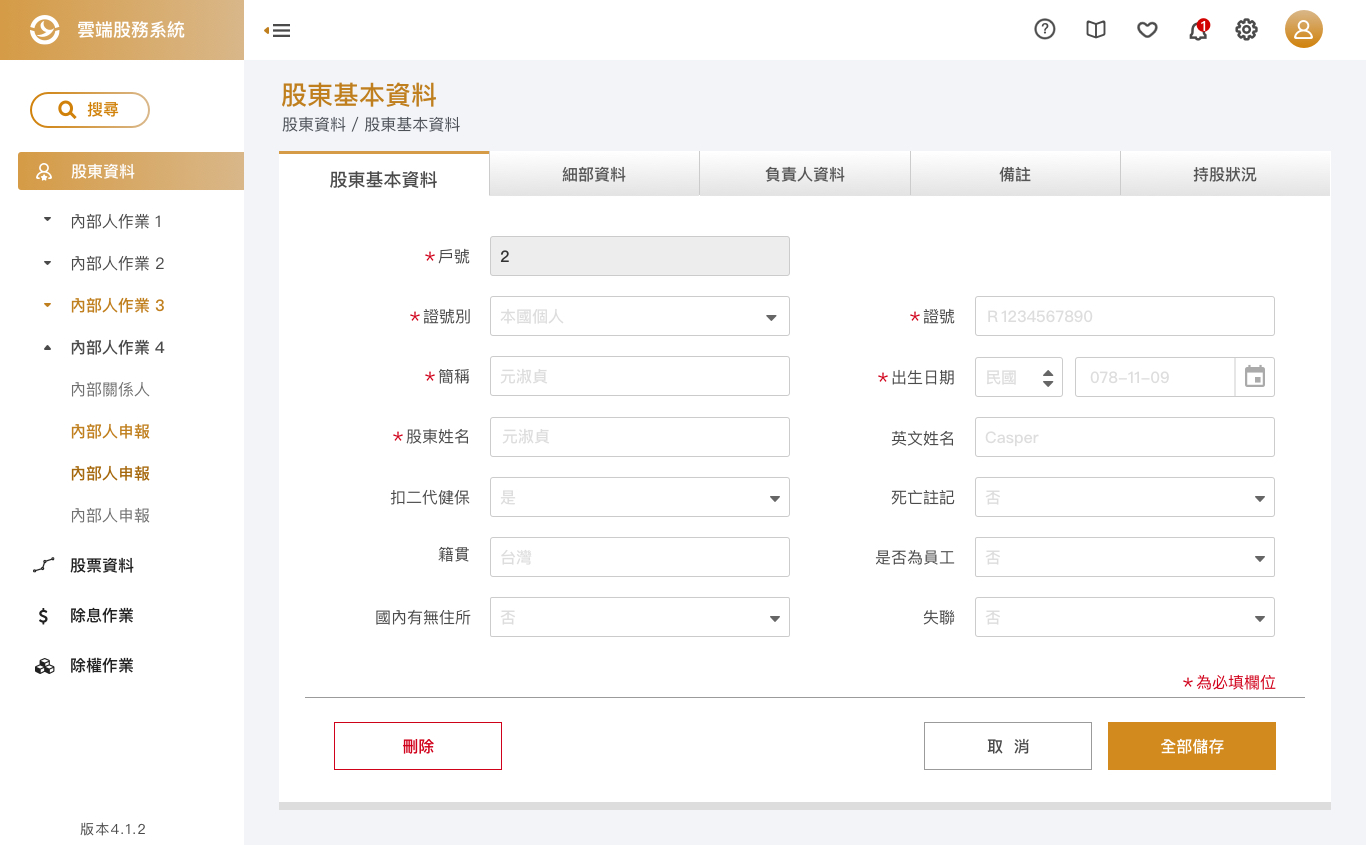 雲端股務系統
1
搜尋
股東資料
內部人作業 1
內部人作業 2
內部人作業 3
內部人作業 4
內部關係人
內部人申報
內部人申報
內部人申報
股票資料
除息作業
除權作業
版本4.1.2
股東基本資料
股東資料 / 股東基本資料
股東基本資料 細部資料 負責人資料 備註 持股狀況
*戶號 2
*證號別 本國個人 *證號 R 1234567890
*簡稱 元淑貞 *出生日期 民國 078-11-09
*股東姓名 元淑貞 英文姓名 Casper
扣二代健保 是 死亡註記 否
籍貫 台灣 是否為員工 否
國內有無住所 否 失聯 否
*為必填欄位
刪除 取 消 全部儲存